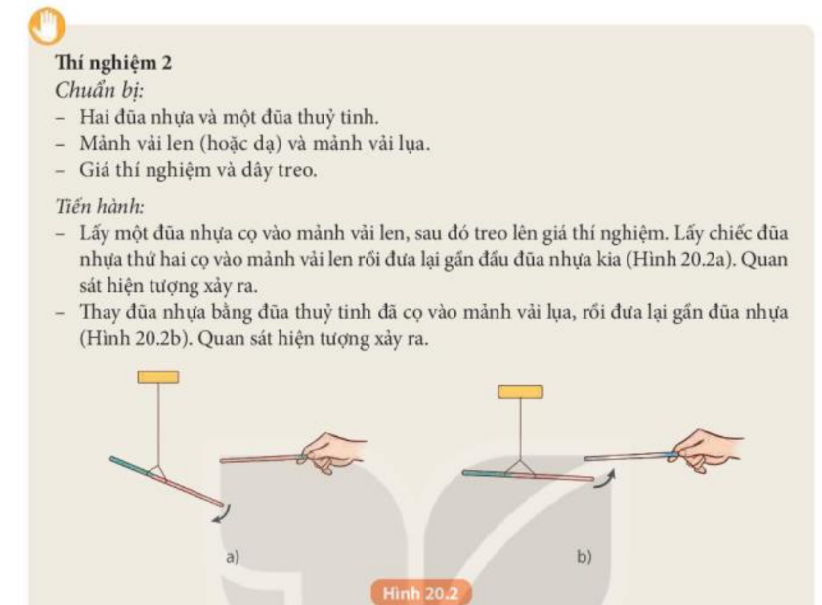 Thí nghiệm 2
Chuẩn bị:
– Hai đũa nhựa và một đũa thuỷ tinh.
– Mảnh vải len (hoặc dạ) và mảnh vải lụa.
– Giá thí nghiệm và dây treo.
Tiến hành:
– Lấy một đũa nhựa cọ vào mảnh vải len, sau đó treo lên giá thí nghiệm. Lấy chiếc đũa
nhựa thứ hai cọ vào mảnh vải len rồi đưa lại gần đầu đũa nhựa kia (Hình 20.2a). Quan
sát hiện tượng xảy ra.
– Thay đũa nhựa bằng đũa thuỷ tinh đã cọ vào mảnh vải lụa, rồi đưa lại gần đũa nhựa
(Hình 20.2b). Quan sát hiện tượng xảy ra.
a)
b)
Hình 20.2